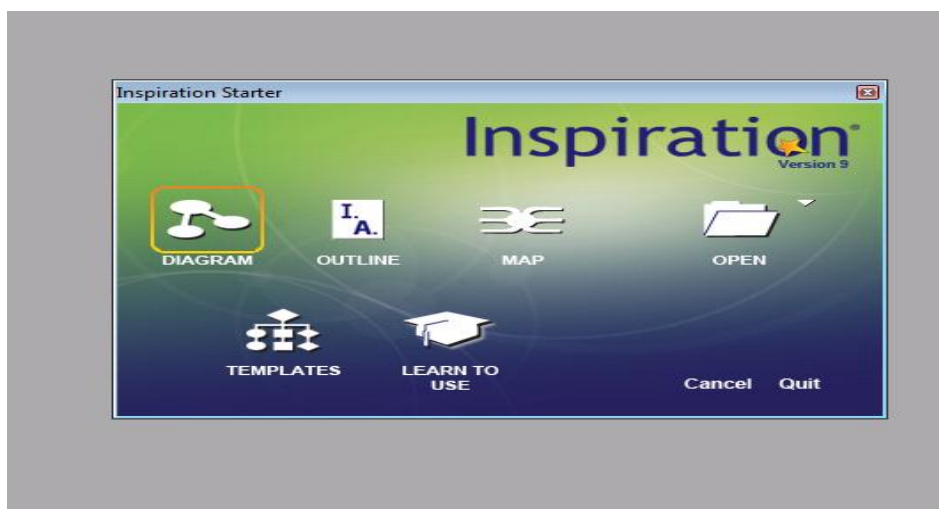 Inspiration Starter
Inspiration®
Version 9
I.
A.
DIAGRAM
OUTLINE
MAP
OPEN
TEMPLATES
LEARN TO
USE
Cancel Quit